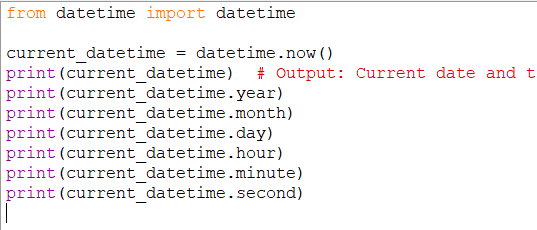 from datetime import datetime

current_datetime = datetime.now()
print(current_datetime)  # Output: Current date and t
print(current_datetime.year)
print(current_datetime.month)
print(current_datetime.day)
print(current_datetime.hour)
print(current_datetime.minute)
print(current_datetime.second)